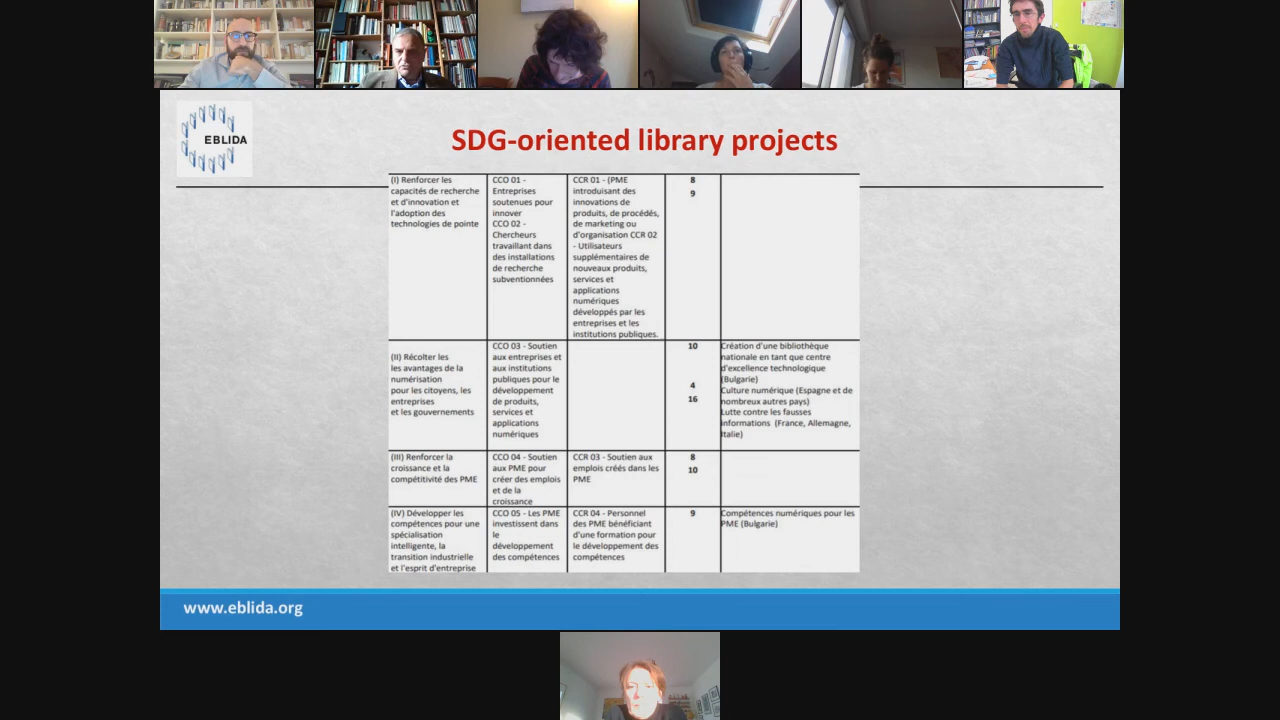 EBLIDA
SDG-oriented library projects
(I) Renforcer les
capacités de recherche
et d'innovation et
l'adoption des
technologies de pointe
CCO 01 -
Entreprises
soutenues pour
innover
CCO 02 -
Chercheurs
travaillant dans
des installations
de recherche
subventionnées
CCR 01 - (PME
introduisant des
innovations de
produits, de procédés,
de marketing ou
d'organisation CCR 02
- Utilisateurs
supplémentaires de
nouveaux produits,
services et
applications
numériques
développés par les
entreprises et les
institutions publiques.
8
9
(II) Récolter les
les avantages de la
numérisation
pour les citoyens, les
entreprises
et les gouvernements
CCO 03 - Soutien
aux entreprises et
aux institutions
publiques pour le
développement
de produits,
services et
applications
numériques
10
4
16
Création d'une bibliothèque
nationale en tant que centre
d'excellence technologique
(Bulgarie)
Culture numérique (Espagne et de
nombreux autres pays)
Lutte contre les fausses
informations (France, Allemagne,
Italie)
(III) Renforcer la
croissance et la
compétitivité des PME
CCO 04 - Soutien
aux PME pour
créer des emplois
et de la
croissance
CCR 03 - Soutien aux
emplois créés dans les
PME
8
10
(IV) Développer les
compétences pour une
spécialisation
intelligente, la
transition industrielle
et l'esprit d'entreprise
CCO 05 - Les PME
investissent dans
le
développement
des compétences
CCR 04 - Personnel
des PME bénéficiant
d'une formation pour
le développement des
compétences
9
Compétences numériques pour les
PME (Bulgarie)
www.eblida.org